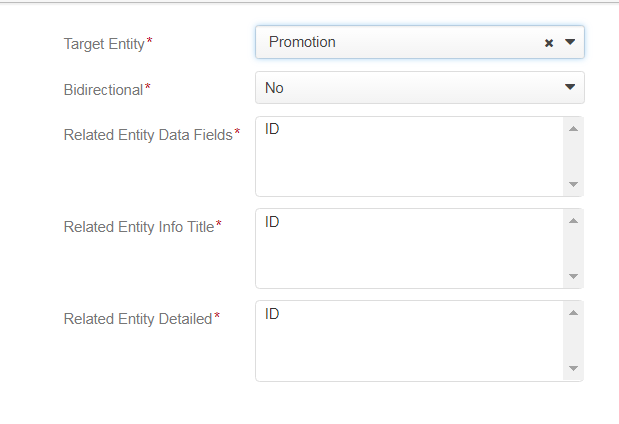 Target Entity* Promotion
Bidirectional* No
Related Entity Data Fields* ID
Related Entity Info Title* ID
Related Entity Detailed* ID